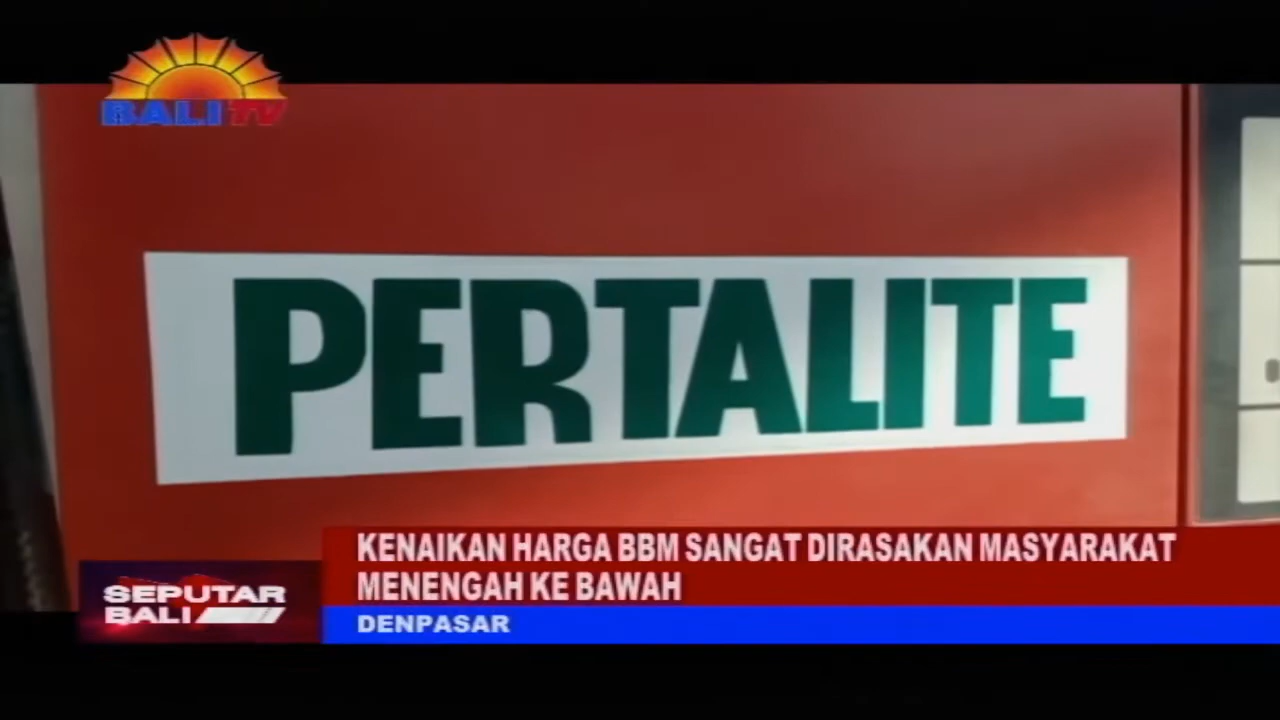 BALI TV
PERTALITE
KENAIKAN HARGA BBM SANGAT DIRASAKAN MASYARAKAT
MENENGAH KE BAWAH
SEPUTAR
BALI
DENPASAR